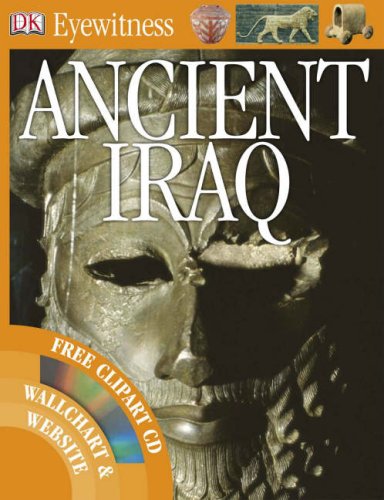 DK Eyewitness
ANCIENT
IRAQ
FREE CLIPART CD
WALLCHART &
WEBSITE